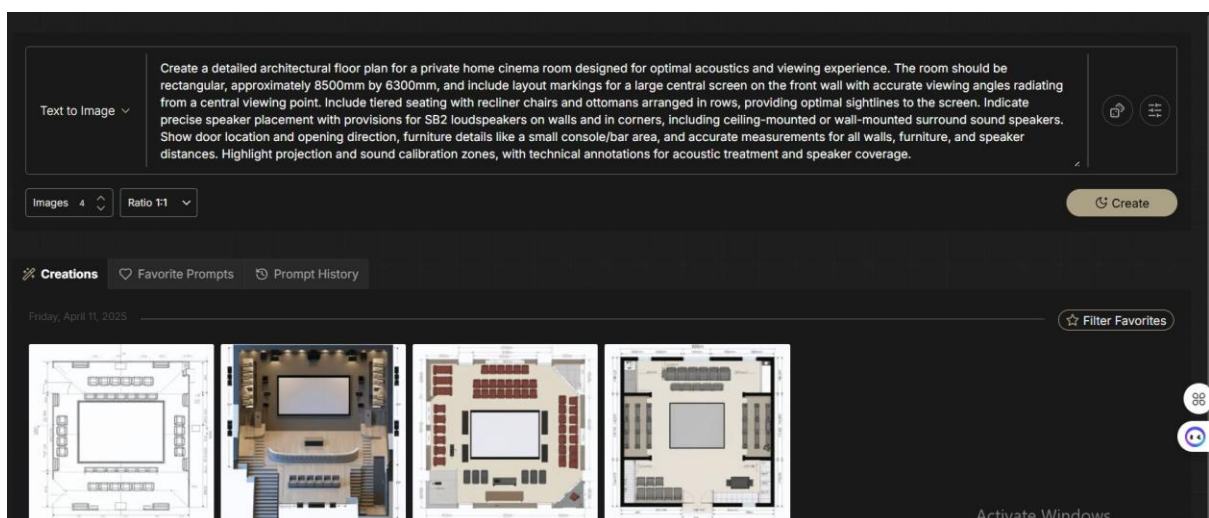 Text to Image
Create a detailed architectural floor plan for a private home cinema room designed for optimal acoustics and viewing experience. The room should be
rectangular, approximately 8500mm by 6300mm, and include layout markings for a large central screen on the front wall with accurate viewing angles radiating
from a central viewing point. Include tiered seating with recliner chairs and ottomans arranged in rows, providing optimal sightlines to the screen. Indicate
precise speaker placement with provisions for SB2 loudspeakers on walls and in corners, including ceiling-mounted or wall-mounted surround sound speakers.
Show door location and opening direction, furniture details like a small console/bar area, and accurate measurements for all walls, furniture, and speaker
distances. Highlight projection and sound calibration zones, with technical annotations for acoustic treatment and speaker coverage.
Images 4 Ratio 1:1 Create
Creations Favorite Prompts Prompt History
Friday, April 11, 2025 Filter Favorites
Activate Windows